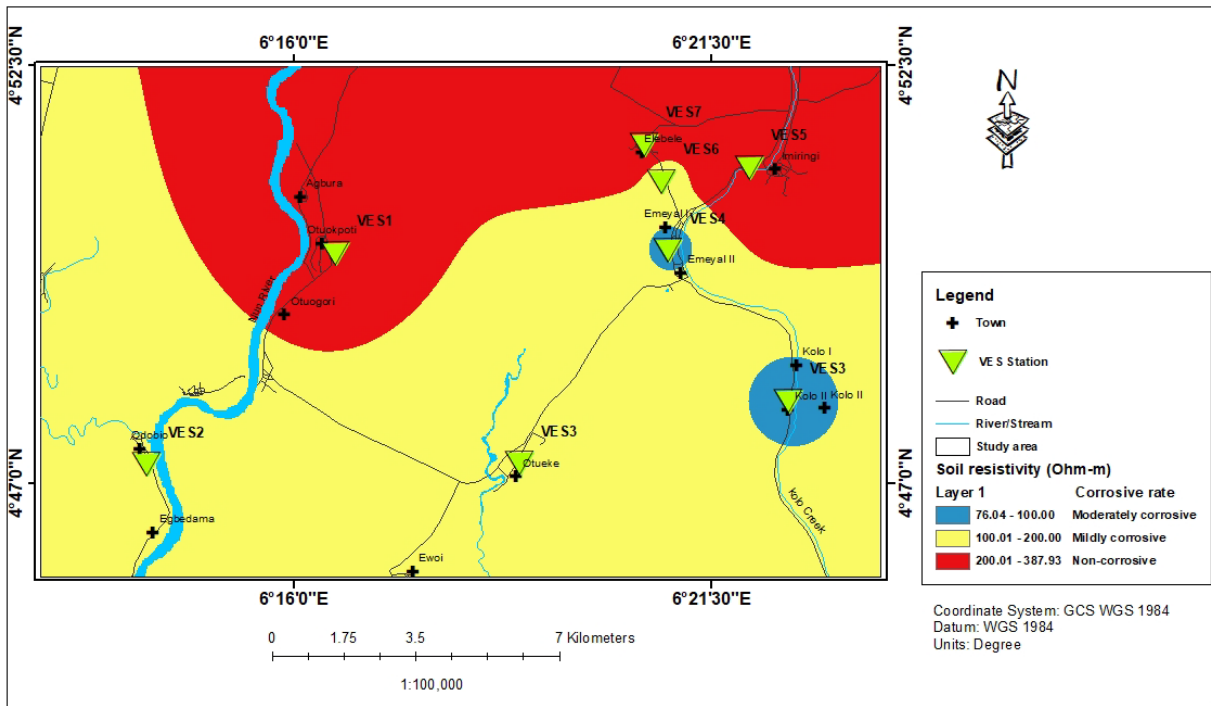 6°16'0"E
6°21'30"E
4°52'30"N
4°52'30"N
N
VES7
Elebele
VES5
VES6
Imiringi
Agbura
Emeyal I
VES4
Otuokpoti
VES1
Emeyal II
Nun River
Otuogori
Kolo I
VES3
Kolo II
Kolo II
VES2
Odobio
VES3
Otueke
4°47'0"N
4°47'0"N
kolo Creek
Egbedama
Ewoi
6°16'0"E
6°21'30"E
Legend
Town
VES Station
Road
River/Stream
Study area
Soil resistivity (Ohm-m)
Layer 1 Corrosive rate
76.04 - 100.00 Moderately corrosive
100.01 - 200.00 Mildly corrosive
200.01 - 387.93 Non-corrosive
0 1.75 3.5 7 Kilometers
1:100,000
Coordinate System: GCS WGS 1984
Datum: WGS 1984
Units: Degree